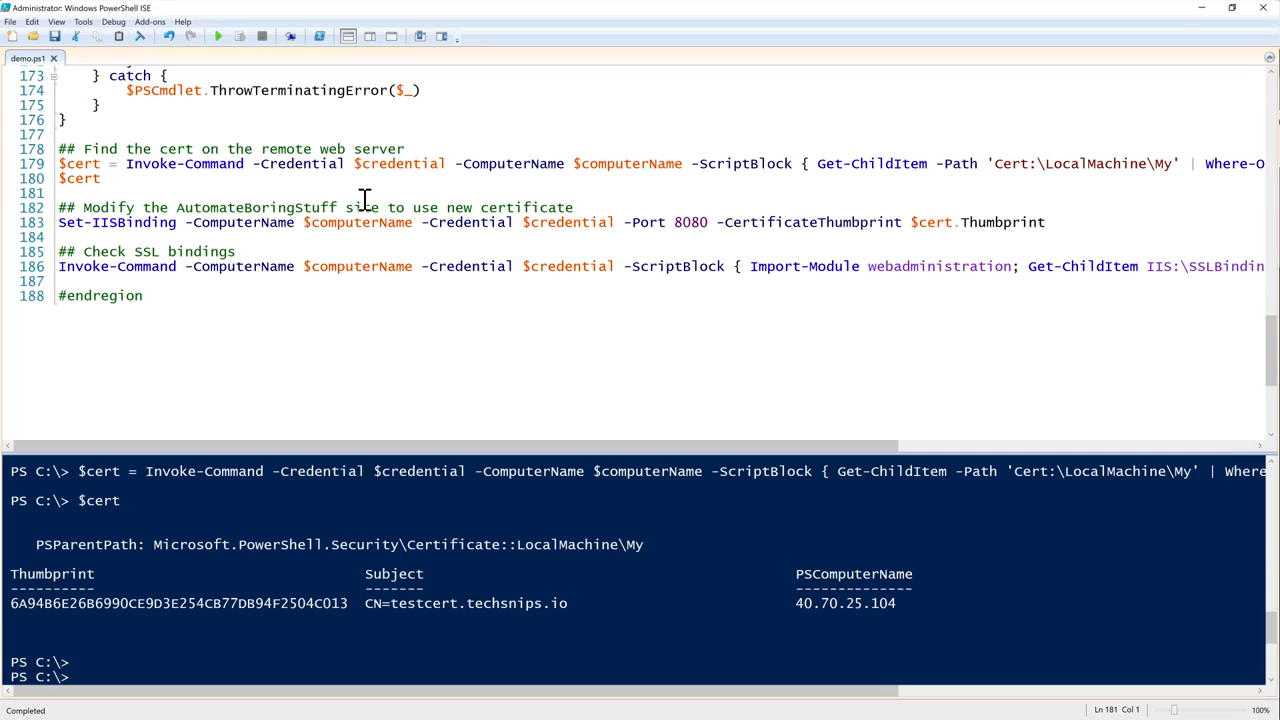 Administrator: Windows PowerShell ISE
File Edit View Tools Debug Add-ons Help
demo.ps1
173 } catch {
174 $PSCmdlet.ThrowTerminatingError($_)
175 }
176 }
177
178 ## Find the cert on the remote web server
179 $cert = Invoke-Command -Credential $credential -ComputerName $computerName -ScriptBlock { Get-ChildItem -Path 'Cert:\LocalMachine\My' | Where-O
180 $cert
181
182 ## Modify the AutomateBoringStuff site to use new certificate
183 Set-IISBinding -ComputerName $computerName -Credential $credential -Port 8080 -CertificateThumbprint $cert.Thumbprint
184
185 ## Check SSL bindings
186 Invoke-Command -ComputerName $computerName -Credential $credential -ScriptBlock { Import-Module webadministration; Get-ChildItem IIS:\SSLBindin
187
188 #endregion
PS C:\> $cert = Invoke-Command -Credential $credential -ComputerName $computerName -ScriptBlock { Get-ChildItem -Path 'Cert:\LocalMachine\My' | Where
PS C:\> $cert
PSParentPath: Microsoft.PowerShell.Security\Certificate::LocalMachine\My
Thumbprint Subject PSComputerName
---------- ------- --------------
6A94B6E26B6990CE9D3E254CB77DB94F2504C013 CN=testcert.techsnips.io 40.70.25.104
PS C:\>
PS C:\>
Completed Ln 181 Col 1 100%